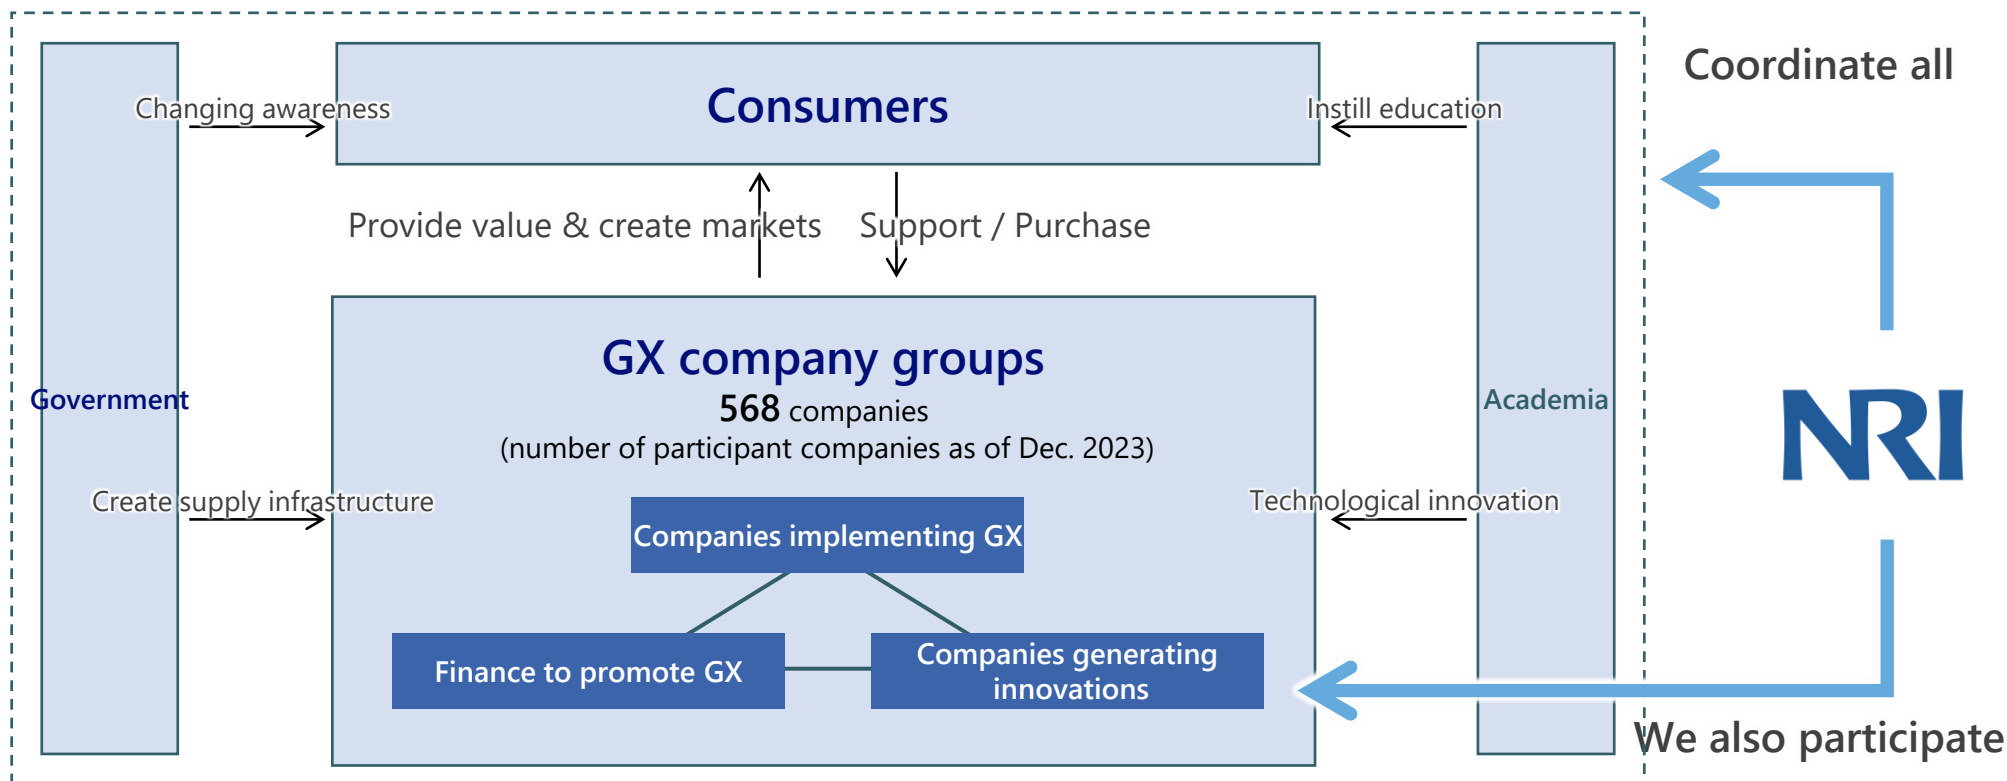 Coordinate all
Consumers
Changing awareness
Instill education
Provide value & create markets
Support / Purchase
GX company groups
568 companies
(number of participant companies as of Dec. 2023)
Government
Academia
NRI
Create supply infrastructure
Technological innovation
Companies implementing GX
Finance to promote GX
Companies generating
innovations
We also participate